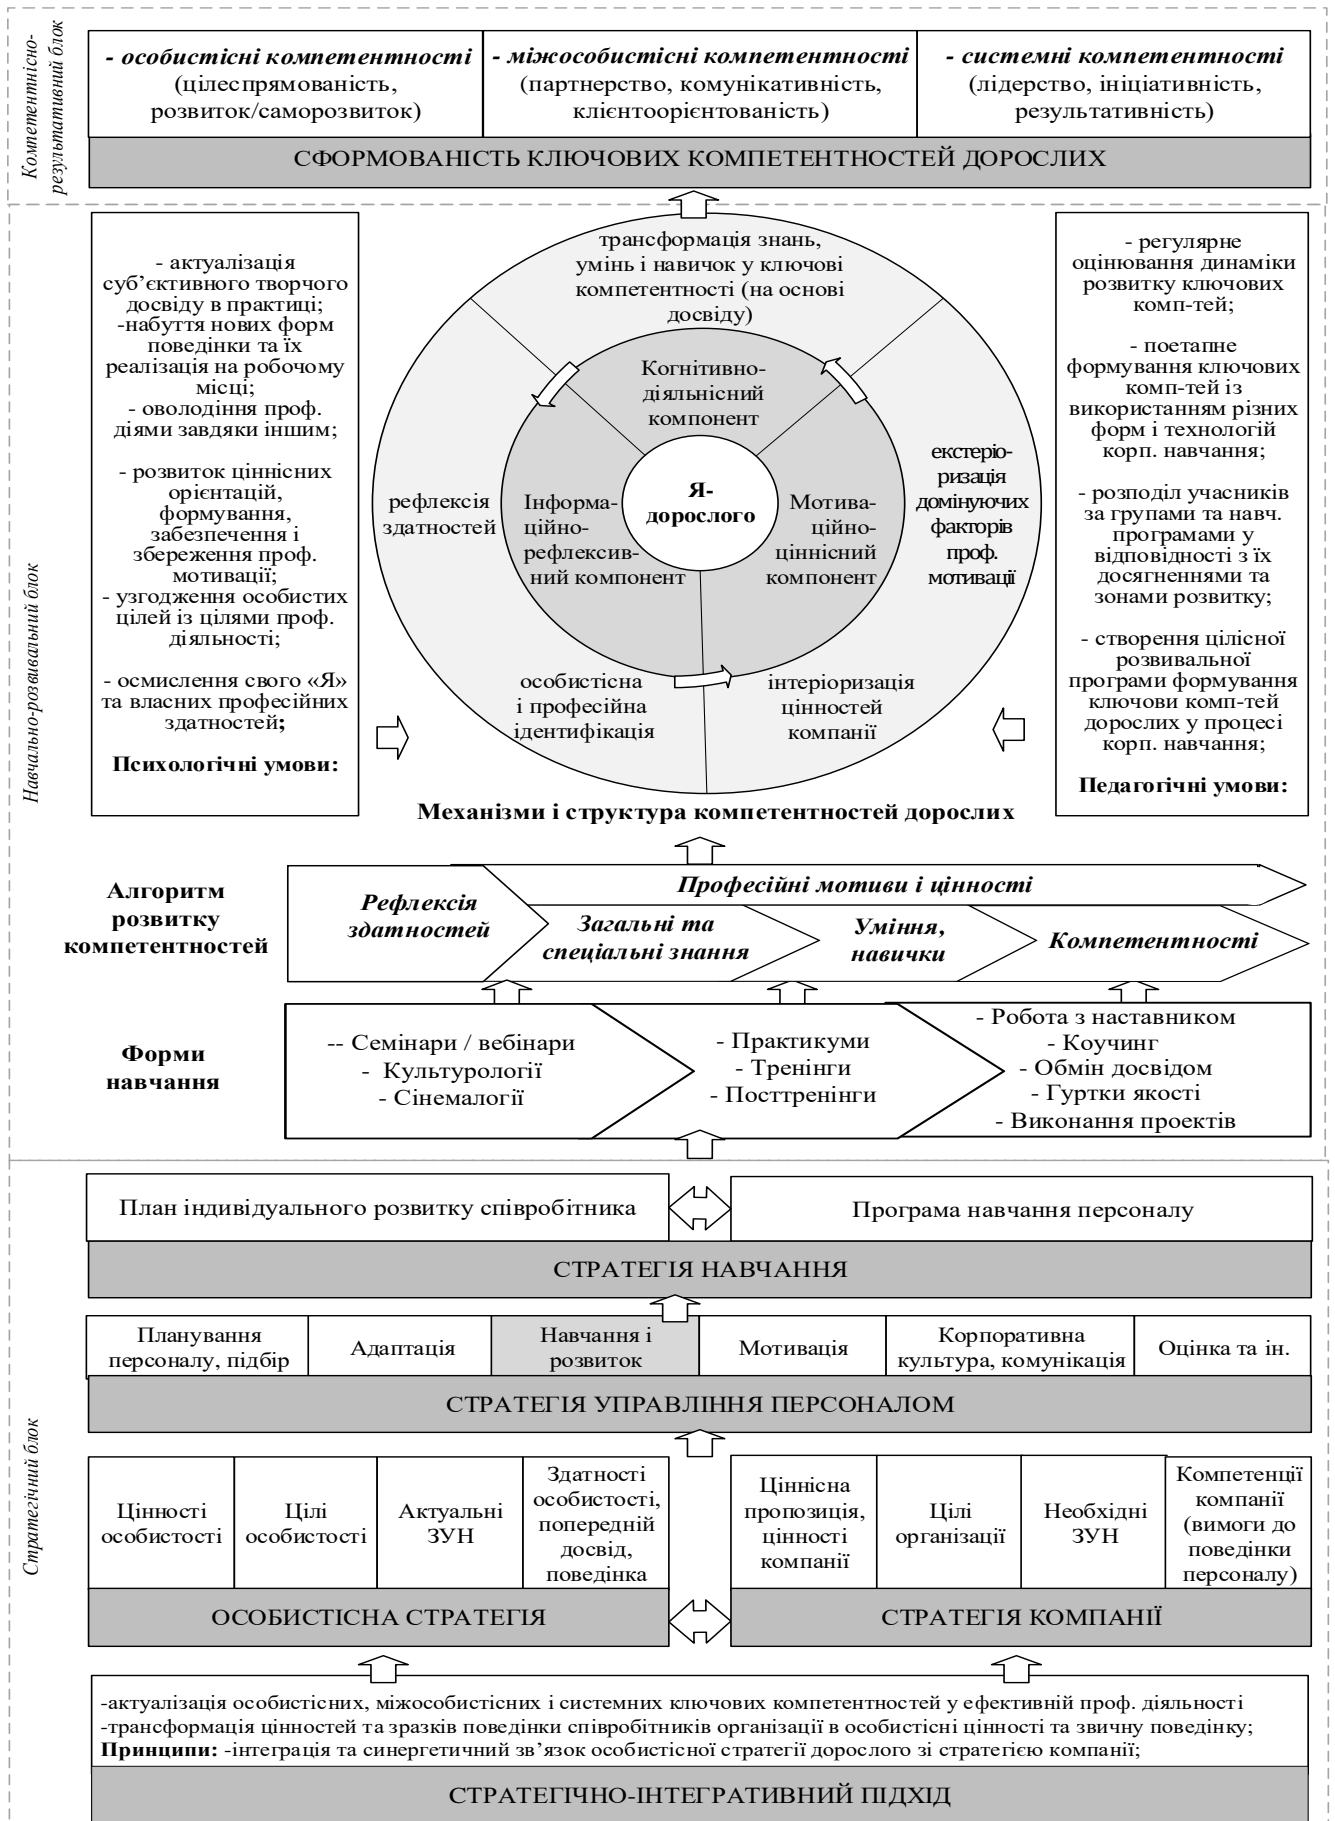 Компетентнісно-
результативний блок
- особистісні компетентності
(цілеспрямованість,
розвиток/саморозвиток)
- міжособистісні компетентності
(партнерство, комунікативність,
клієнтоорієнтованість)
- системні компетентності
(лідерство, ініціативність,
результативність)
СФОРМОВАНІСТЬ КЛЮЧОВИХ КОМПЕТЕНТНОСТЕЙ ДОРОСЛИХ
Навчально-розвивальний блок
- актуалізація
суб’єктивного творчого
досвіду в практиці;
-набуття нових форм
поведінки та їх
реалізація на робочому
місці;
- оволодіння проф.
діями завдяки іншим;
- розвиток ціннісних
орієнтацій,
формування,
забезпечення і
збереження проф.
мотивації;
- узгодження особистих
цілей із цілями проф.
діяльності;
- осмислення свого «Я»
та власних професійних
здатностей;
Психологічні умови:
трансформація знань,
умінь і навичок у ключові
компетентності (на основі
досвіду)
Когнітивно-
діяльнісний
компонент
рефлексія
здатностей
Інформа-
ційно-
рефлексив-
ний компонент
Я-
дорослого
Мотива-
ційно-
ціннісний
компонент
екстеріо-
ризація
домінуючих
факторів
проф.
мотивації
особистісна
і професійна
ідентифікація
інтеріоризація
цінностей
компанії
- регулярне
оцінювання динаміки
розвитку ключових
комп-тей;
- поетапне
формування ключових
комп-тей із
використанням різних
форм і технологій
корп. навчання;
- розподіл учасників
за групами та навч.
програмами у
відповідності з їх
досягненнями та
зонами розвитку;
- створення цілісної
розвивальної
програми формування
ключови комп-тей
дорослих у процесі
корп. навчання;
Педагогічні умови:
Механізми і структура компетентностей дорослих
Алгоритм
розвитку
компетентностей
Рефлексія
здатностей
Професійні мотиви і цінності
Загальні та
спеціальні знання
Уміння,
навички
Компетентності
Форми
навчання
-- Семінари / вебінари
- Культурології
- Сінемалогії
- Практикуми
- Тренінги
- Посттренінги
- Робота з наставником
- Коучинг
- Обмін досвідом
- Гуртки якості
- Виконання проектів
Стратегічний блок
План індивідуального розвитку співробітника
Програма навчання персоналу
СТРАТЕГІЯ НАВЧАННЯ
Планування
персоналу, підбір
Адаптація
Навчання і
розвиток
Мотивація
Корпоративна
культура, комунікація
Оцінка та ін.
СТРАТЕГІЯ УПРАВЛІННЯ ПЕРСОНАЛОМ
Цінності
особистості
Цілі
особистості
Актуальні
ЗУН
Здатності
особистості,
попередній
досвід,
поведінка
Ціннісна
пропозиція,
цінності
компанії
Цілі
організації
Необхідні
ЗУН
Компетенції
компанії
(вимоги до
поведінки
персоналу)
ОСОБИСТІСНА СТРАТЕГІЯ
СТРАТЕГІЯ КОМПАНІЇ
-актуалізація особистісних, міжособистісних і системних ключових компетентностей у ефективній проф. діяльності
-трансформація цінностей та зразків поведінки співробітників організації в особистісні цінності та звичну поведінку;
Принципи: -інтеграція та синергетичний зв’язок особистісної стратегії дорослого зі стратегією компанії;
СТРАТЕГІЧНО-ІНТЕГРАТИВНИЙ ПІДХІД